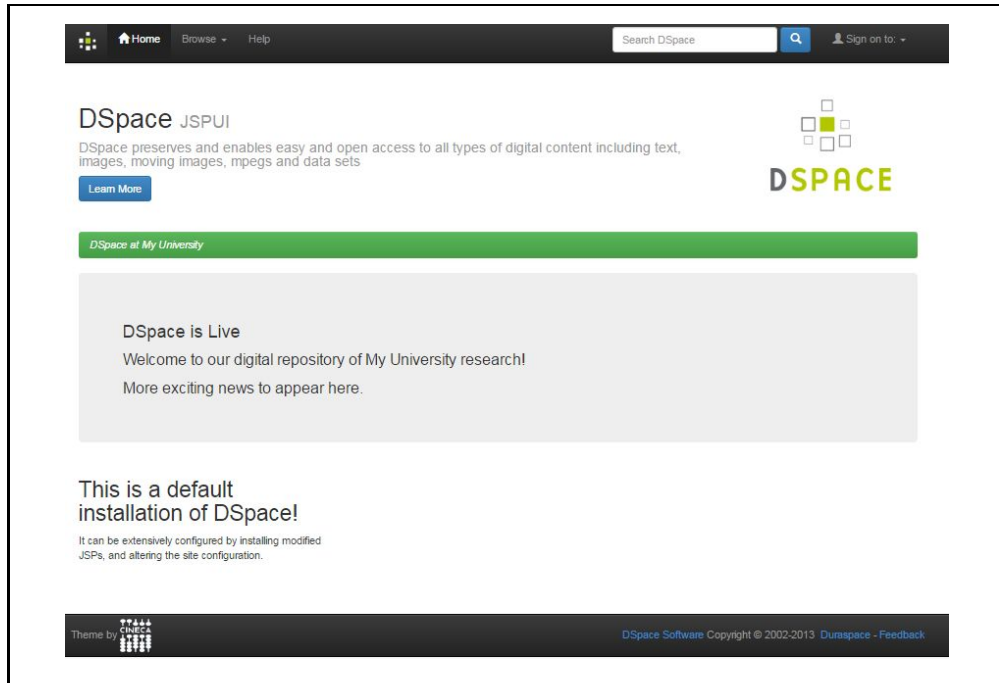 Home Browse Help Search DSpace Sign on to:
DSpace JSPUI
DSpace preserves and enables easy and open access to all types of digital content including text,
images, moving images, mpegs and data sets
Learn More
DSPACE
DSpace at My University
DSpace is Live
Welcome to our digital repository of My University research!
More exciting news to appear here.
This is a default
installation of DSpace!
It can be extensively configured by installing modified
JSPs, and altering the site configuration.
Theme by CINECA DSpace Software Copyright © 2002-2013 Duraspace - Feedback